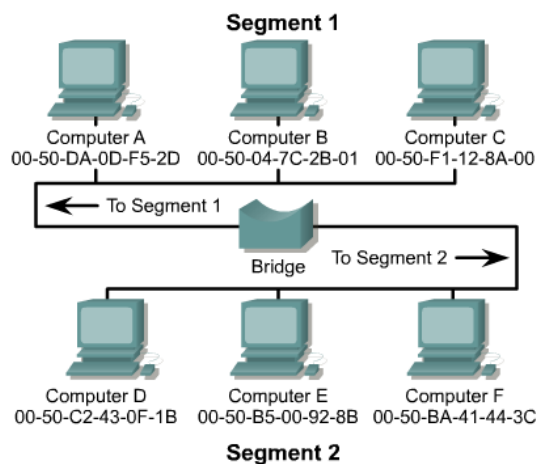 Segment 1
Computer A
00-50-DA-0D-F5-2D
Computer B
00-50-04-7C-2B-01
Computer C
00-50-F1-12-8A-00
To Segment 1
Bridge
To Segment 2
Computer D
00-50-C2-43-0F-1B
Computer E
00-50-B5-00-92-8B
Computer F
00-50-BA-41-44-3C
Segment 2